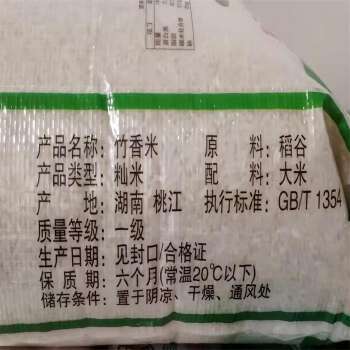 产品名称：竹香米 原 料：稻谷
产品类型：籼米 配 料：大米
产 地：湖南 桃江 执行标准：GB/T 1354
质量等级：一级
生产日期：见封口/合格证
保 质 期：六个月(常温20℃以下)
储存条件：置于阴凉、干燥、通风处